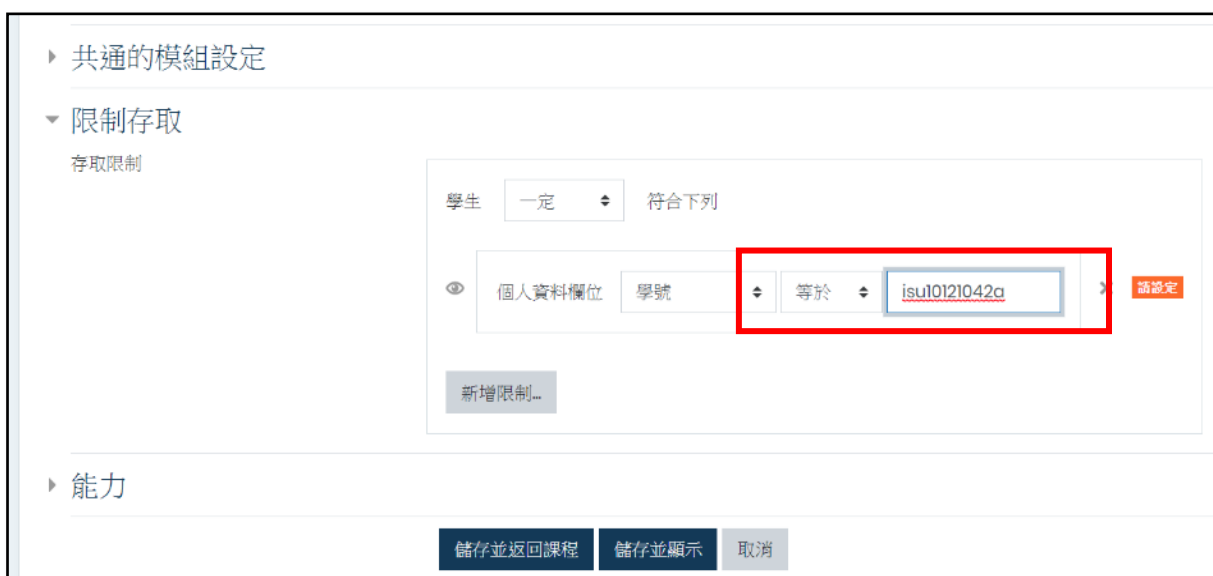 共通的模組設定
限制存取
存取限制
學生 一定 符合下列
個人資料欄位 學號 等於 isu10121042a 請設定
新增限制...
能力
儲存並返回課程 儲存並顯示 取消